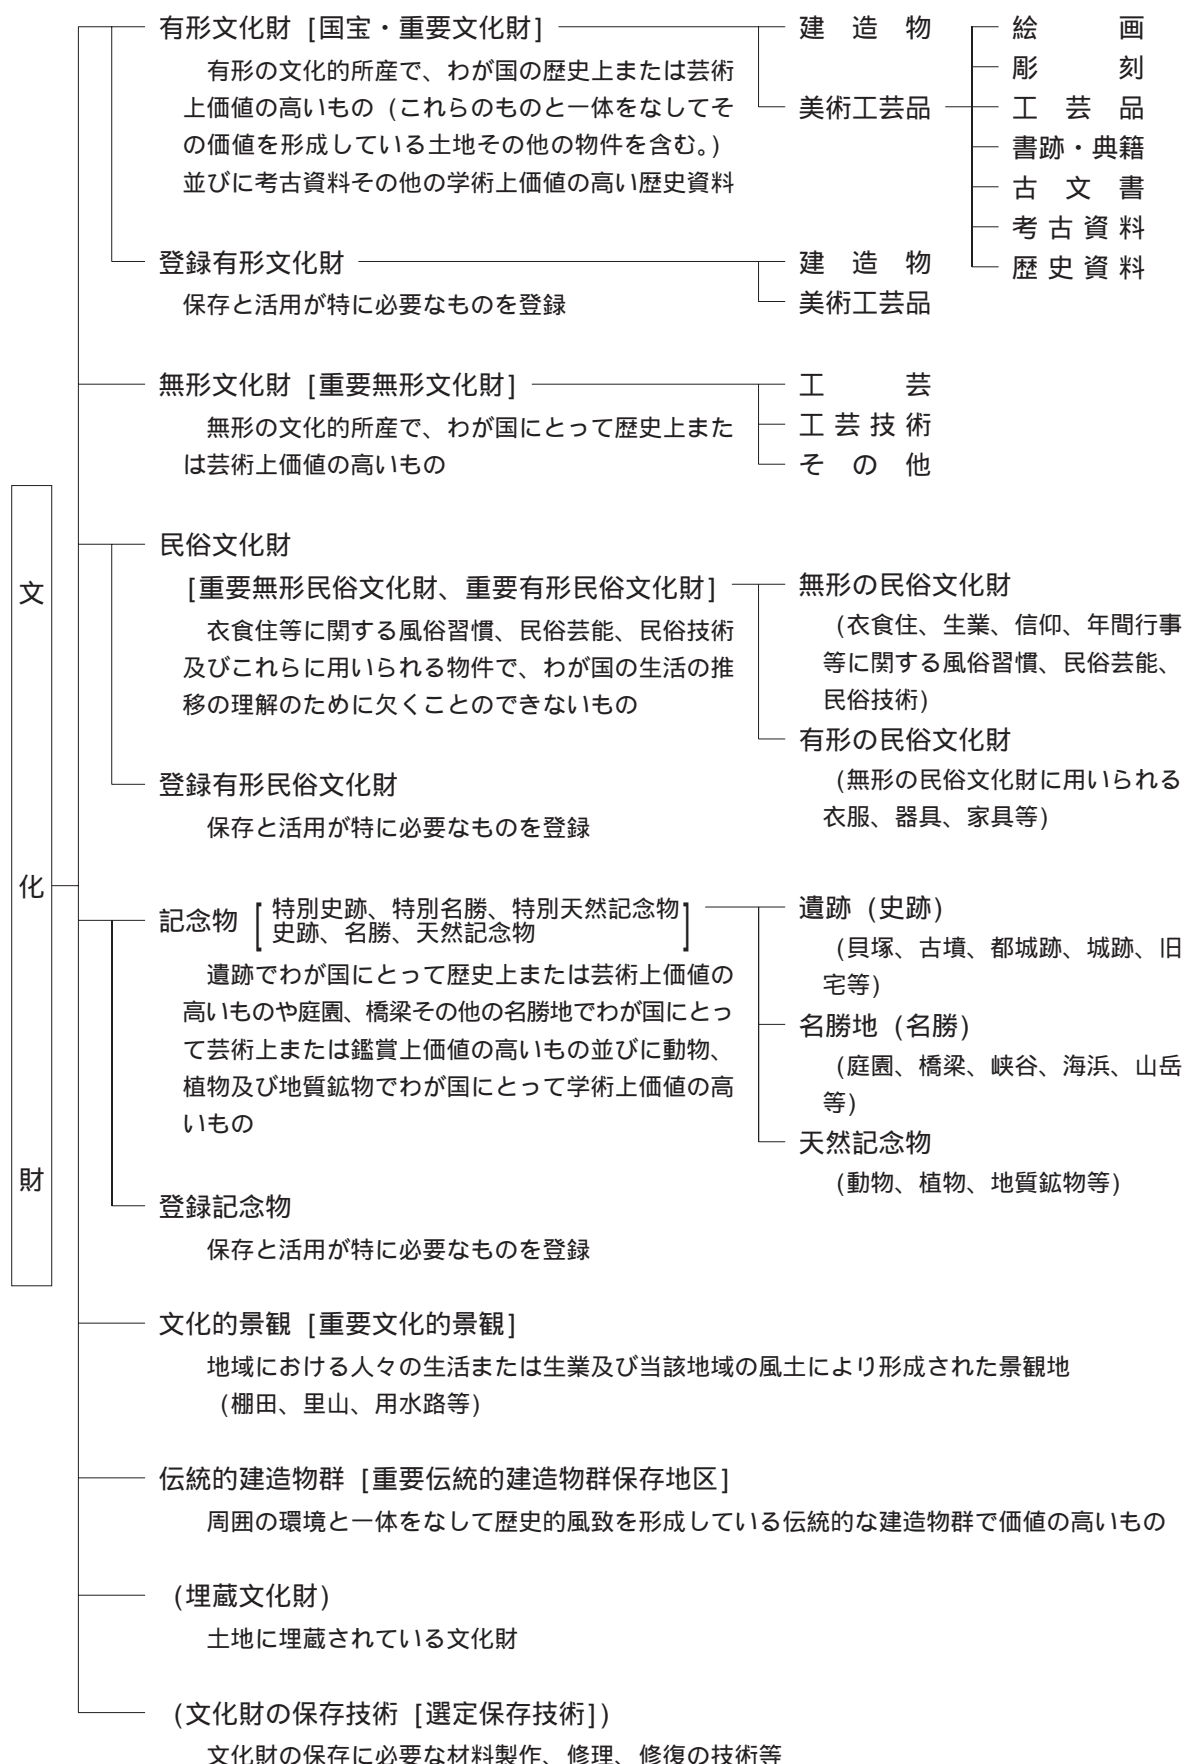 文化財
有形文化財 [国宝・重要文化財]
有形の文化的所産で、わが国の歴史上または芸術
上価値の高いもの (これらのものと一体をなしてそ
の価値を形成している土地その他の物件を含む。)
並びに考古資料その他の学術上価値の高い歴史資料
建造物
美術工芸品
絵画
彫刻
工芸品
書跡・典籍
古文書
考古資料
歴史資料
登録有形文化財
保存と活用が特に必要なものを登録
建造物
美術工芸品
無形文化財 [重要無形文化財]
無形の文化的所産で、わが国にとって歴史上また
は芸術上価値の高いもの
工芸
工芸技術
その他
民俗文化財
[重要無形民俗文化財、重要有形民俗文化財]
衣食住等に関する風俗習慣、民俗芸能、民俗技術
及びこれらに用いられる物件で、わが国の生活の推
移の理解のために欠くことのできないもの
無形の民俗文化財
(衣食住、生業、信仰、年間行事
等に関する風俗習慣、民俗芸能、
民俗技術)
有形の民俗文化財
(無形の民俗文化財に用いられる
衣服、器具、家具等)
登録有形民俗文化財
保存と活用が特に必要なものを登録
記念物 [特別史跡、特別名勝、特別天然記念物
史跡、名勝、天然記念物]
遺跡でわが国にとって歴史上または芸術上価値の
高いものや庭園、橋梁その他の名勝地でわが国にとっ
て芸術上または鑑賞上価値の高いもの並びに動物、
植物及び地質鉱物でわが国にとって学術上価値の高
いもの
遺跡 (史跡)
(貝塚、古墳、都城跡、城跡、旧
宅等)
名勝地 (名勝)
(庭園、橋梁、峡谷、海浜、山岳
等)
天然記念物
(動物、植物、地質鉱物等)
登録記念物
保存と活用が特に必要なものを登録
文化的景観 [重要文化的景観]
地域における人々の生活または生業及び当該地域の風土により形成された景観地
(棚田、里山、用水路等)
伝統的建造物群 [重要伝統的建造物群保存地区]
周囲の環境と一体をなして歴史的風致を形成している伝統的な建造物群で価値の高いもの
(埋蔵文化財)
土地に埋蔵されている文化財
(文化財の保存技術 [選定保存技術])
文化財の保存に必要な材料製作、修理、修復の技術等